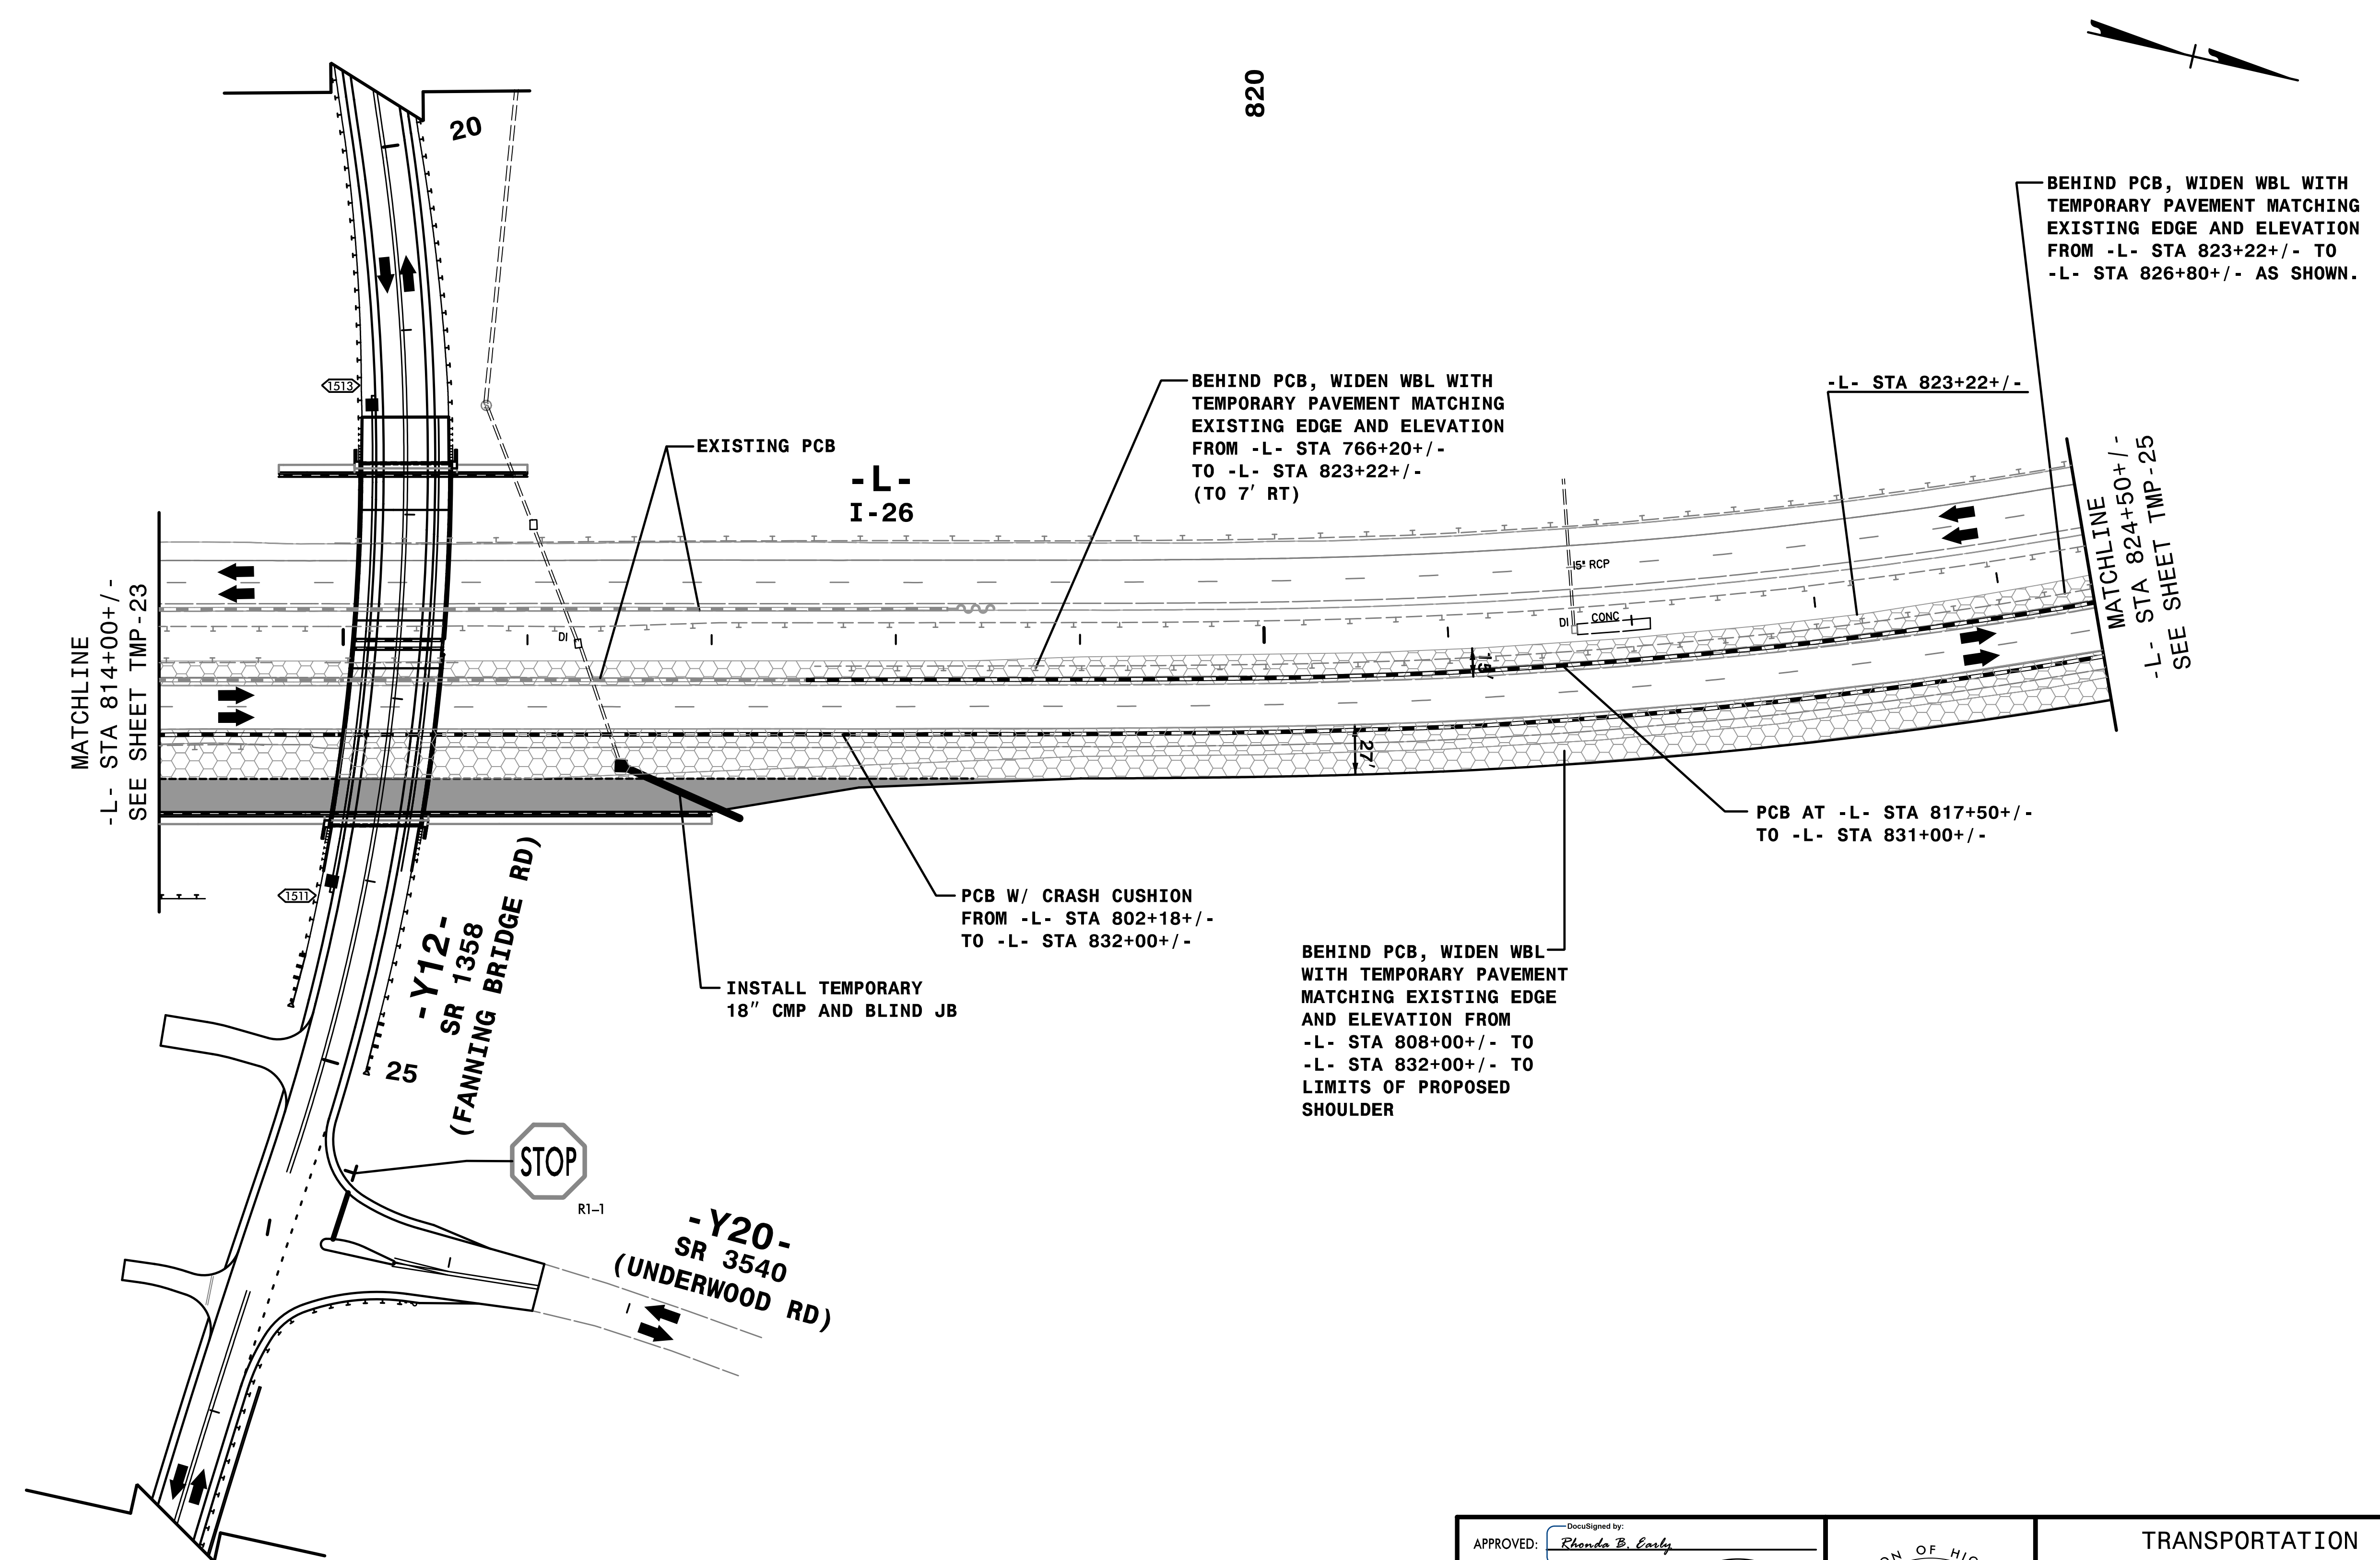 820
20
BEHIND PCB, WIDEN WBL WITH
TEMPORARY PAVEMENT MATCHING
EXISTING EDGE AND ELEVATION
FROM -L- STA 823+22+/- TO
-L- STA 826+80+/- AS SHOWN.
1513
BEHIND PCB, WIDEN WBL WITH
TEMPORARY PAVEMENT MATCHING
EXISTING EDGE AND ELEVATION
FROM -L- STA 766+20+/-
TO -L- STA 823+22+/-
(TO 7' RT)
-L- STA 823+22+/-
EXISTING PCB
-L-
I-26
MATCHLINE
-L- STA 824+50+/-
SEE SHEET TMP-25
MATCHLINE
-L- STA 814+00+/-
SEE SHEET TMP-23
15" RCP
DI
CONC
DI
15'
27'
PCB AT -L- STA 817+50+/-
TO -L- STA 831+00+/-
1511
PCB W/ CRASH CUSHION
FROM -L- STA 802+18+/-
TO -L- STA 832+00+/-
-Y12-
SR 1358
(FANNING BRIDGE RD)
25
INSTALL TEMPORARY
18" CMP AND BLIND JB
BEHIND PCB, WIDEN WBL
WITH TEMPORARY PAVEMENT
MATCHING EXISTING EDGE
AND ELEVATION FROM
-L- STA 808+00+/- TO
-L- STA 832+00+/- TO
LIMITS OF PROPOSED
SHOULDER
STOP
R1-1
-Y20-
SR 3540
(UNDERWOOD RD)
DocuSigned by:
APPROVED: Rhonda B. Early
OF
TRANSPORTATION